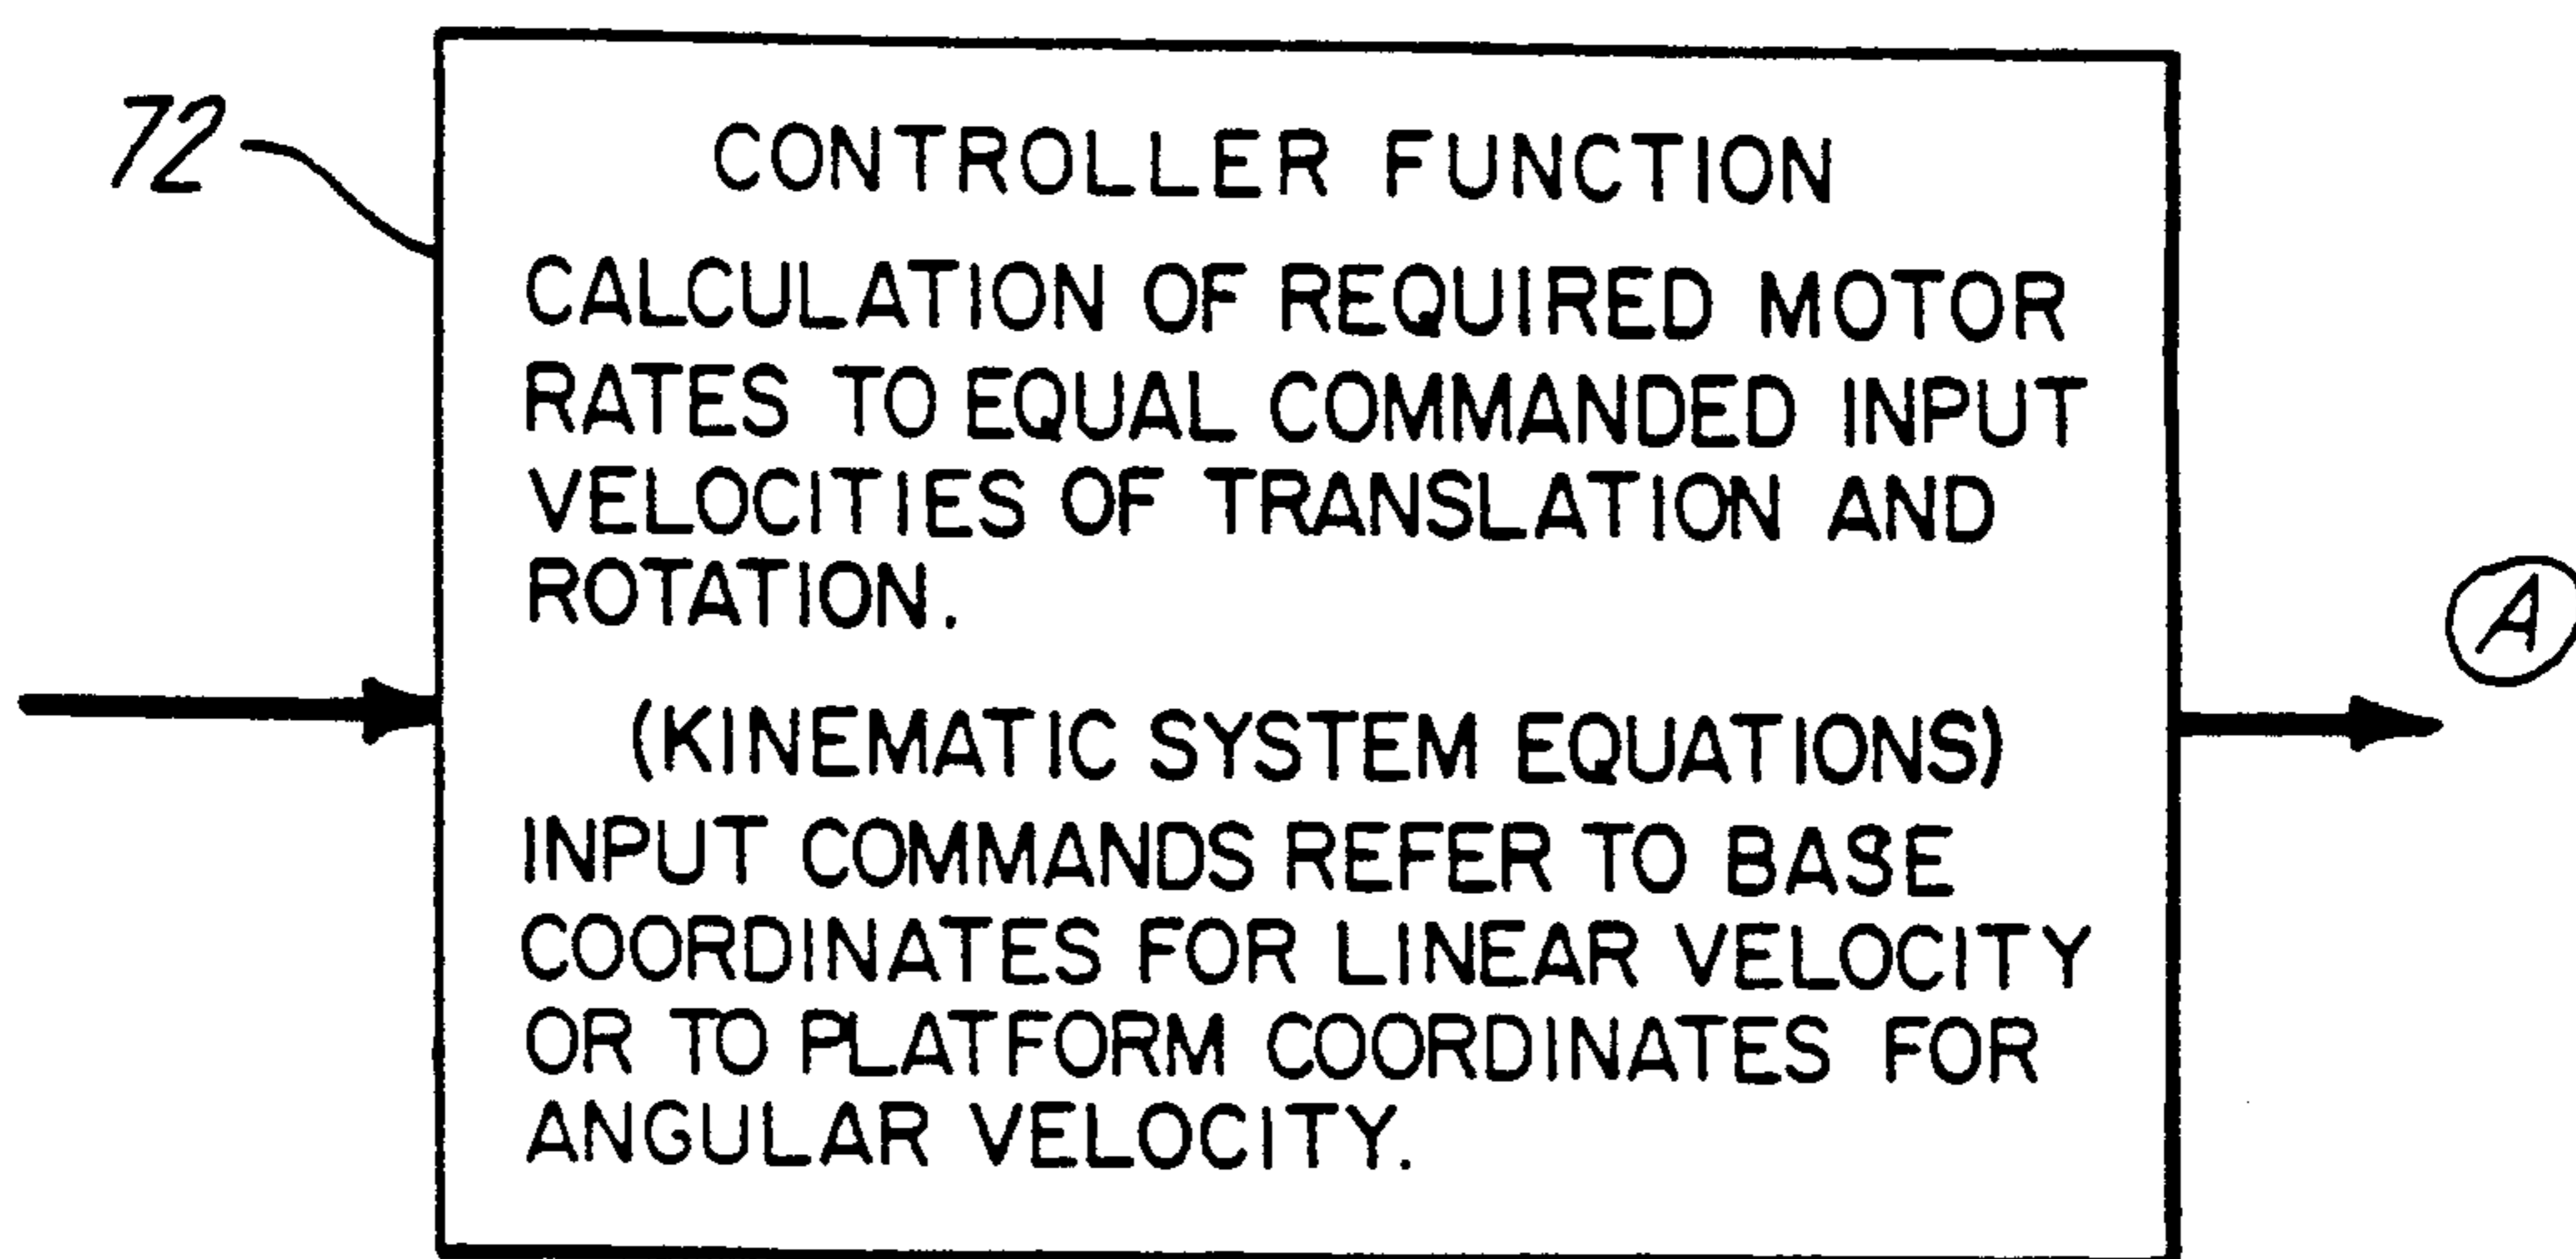 72
CONTROLLER FUNCTION
CALCULATION OF REQUIRED MOTOR
RATES TO EQUAL COMMANDED INPUT
VELOCITIES OF TRANSLATION AND
ROTATION.
(KINEMATIC SYSTEM EQUATIONS)
INPUT COMMANDS REFER TO BASE
COORDINATES FOR LINEAR VELOCITY
OR TO PLATFORM COORDINATES FOR
ANGULAR VELOCITY.
A